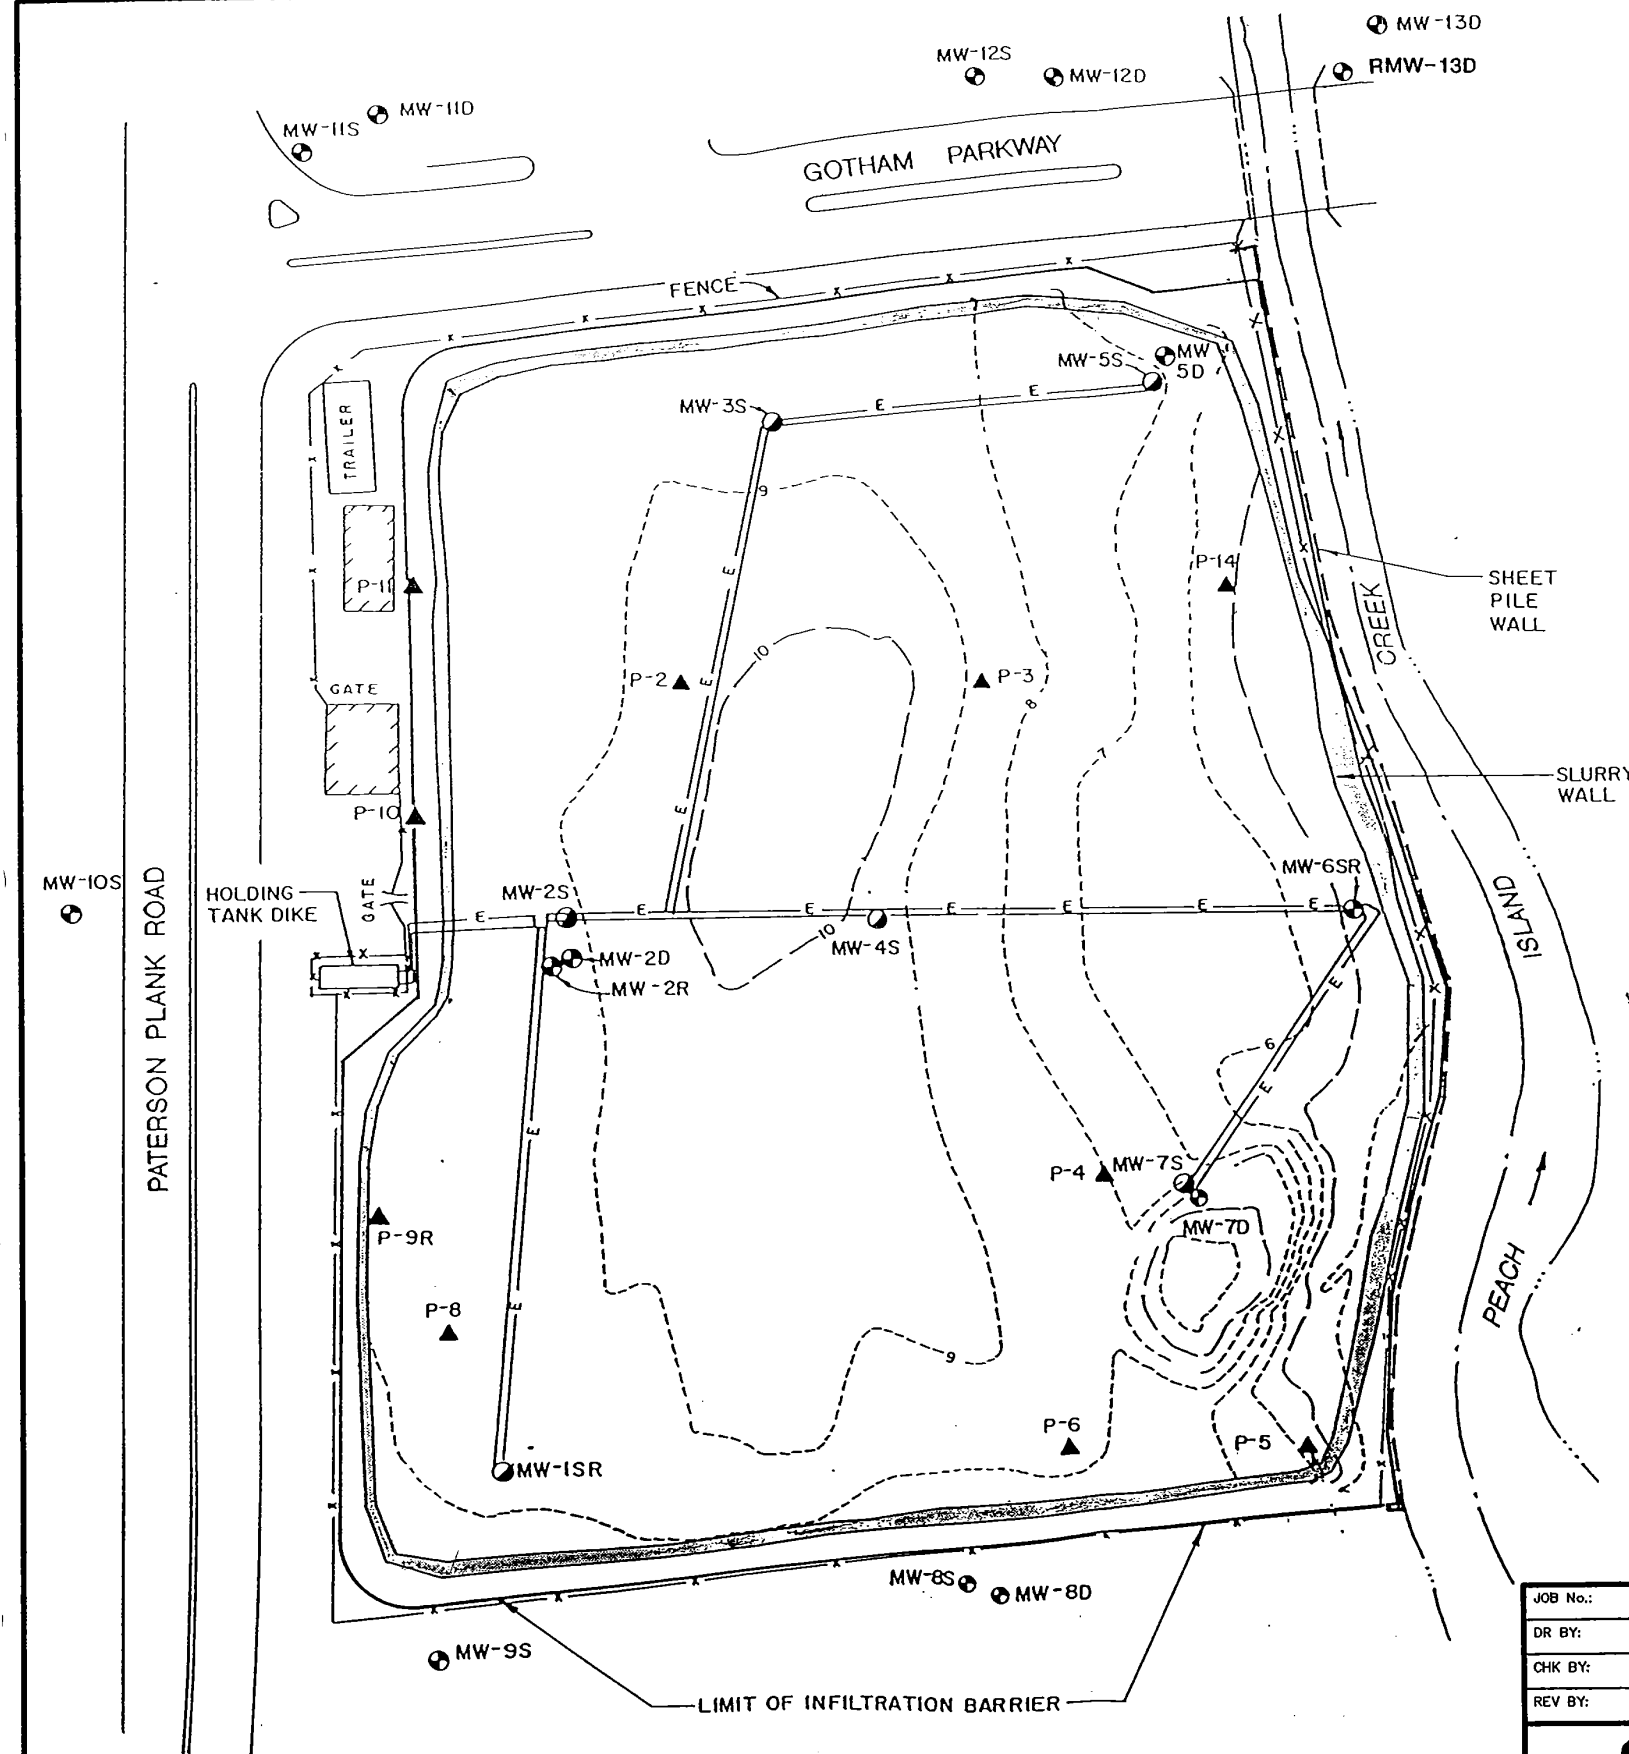 MW-13D
MW-12S
MW-12D
RMW-13D
MW-11D
MW-11S
GOTHAM PARKWAY
FENCE
x x x x x x
MW-5S
MW
5D
MW-3S
E E
TRAILER
9
E
P-11
P-14
SHEET
PILE
WALL
CREEK
10
P-2
E
P-3
GATE
8
7
SLURRY
WALL
P-10
E
MW-6SR
MW-10S
HOLDING
TANK DIKE
GATE
MW-2S
E E E E E E E
10
MW-4S
ISLAND
MW-2D
MW-2R
E
PATERSON PLANK ROAD
6
E
E
P-4
MW-7S
MW-7D
P-9R
PEACH
P-8
E
9
P-6
P-5
MW-1SR
MW-8S
MW-8D
MW-9S
LIMIT OF INFILTRATION BARRIER
JOB No.:
DR BY:
CHK BY:
REV BY: